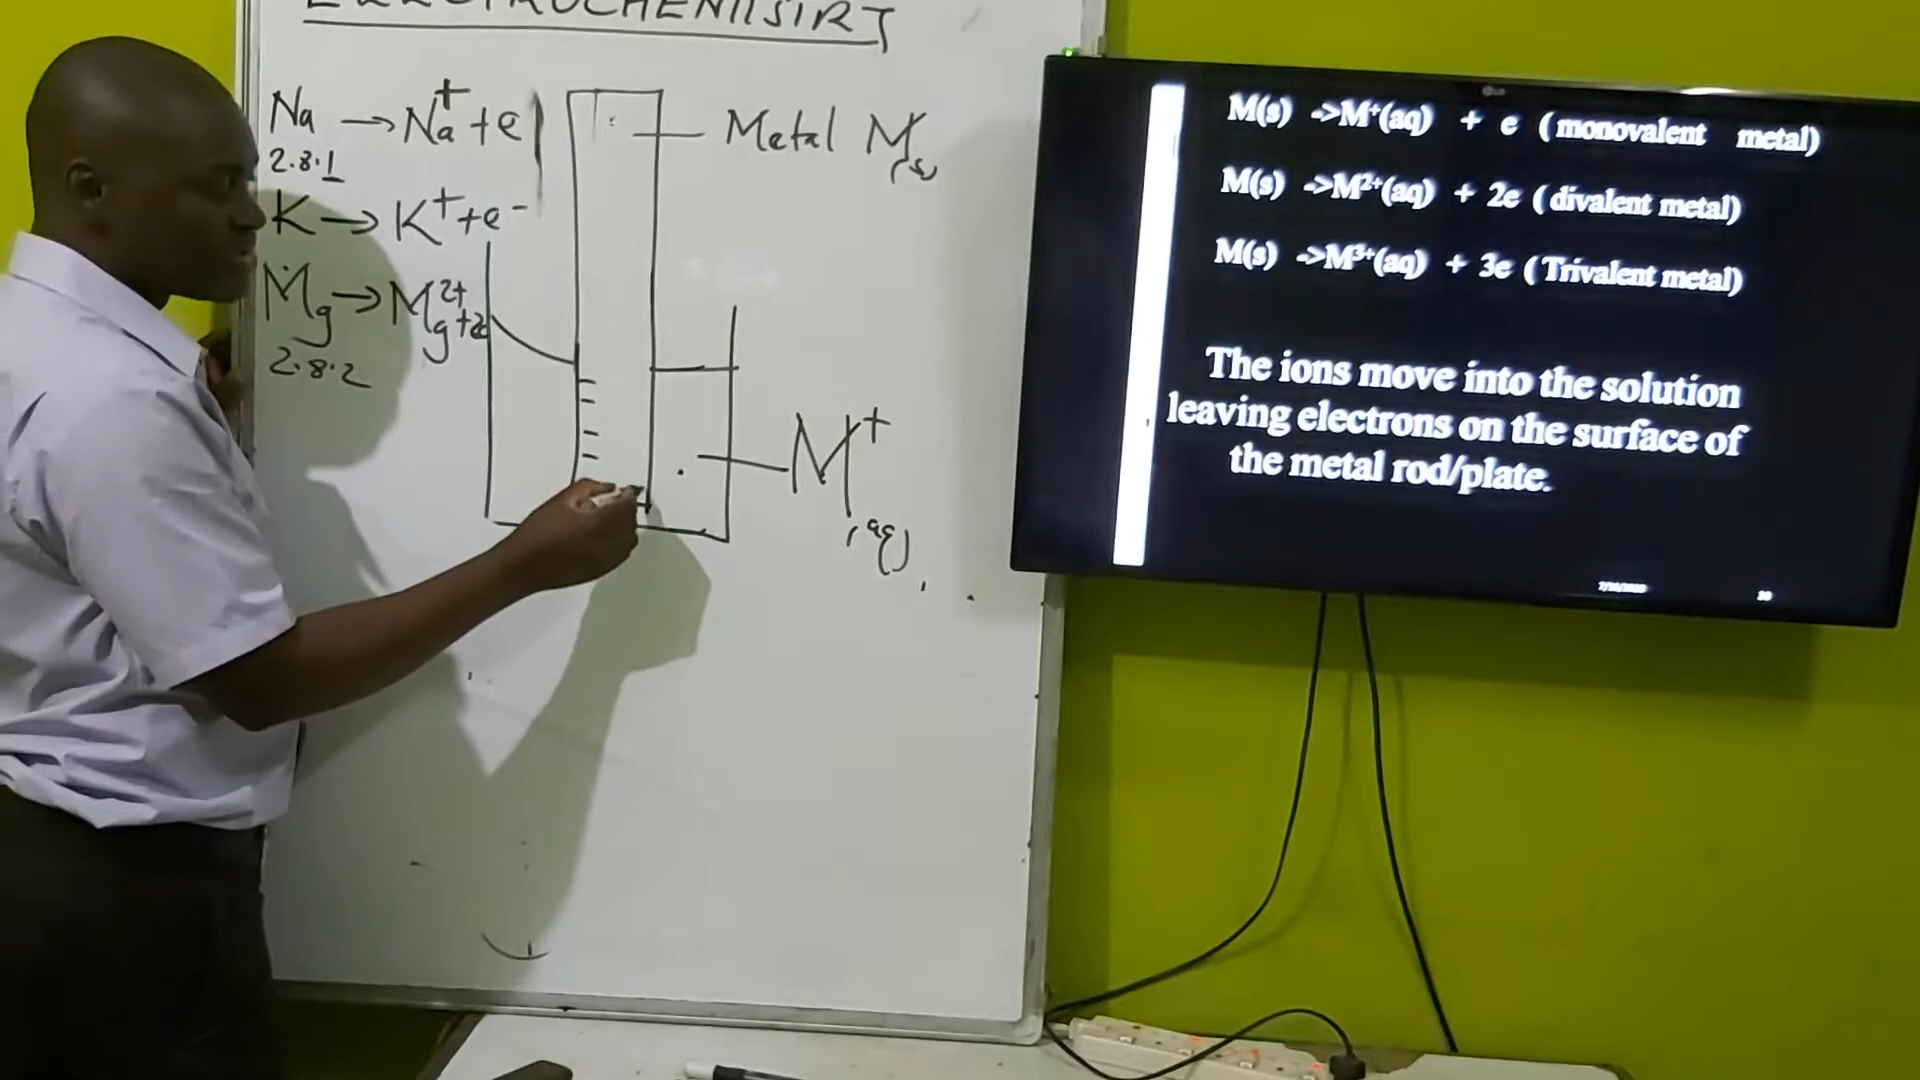 ELECTROCHEMISTRY
Na → Na⁺ + e
2.8.1
K → K⁺ + e⁻
Mg → Mg²⁺ + 2e
2.8.2
Metal M(s)
M⁺(aq)
M(s) ->M⁺(aq) + e ( monovalent metal)
M(s) ->M²⁺(aq) + 2e ( divalent metal)
M(s) ->M³⁺(aq) + 3e ( Trivalent metal)
The ions move into the solution
leaving electrons on the surface of
the metal rod/plate.